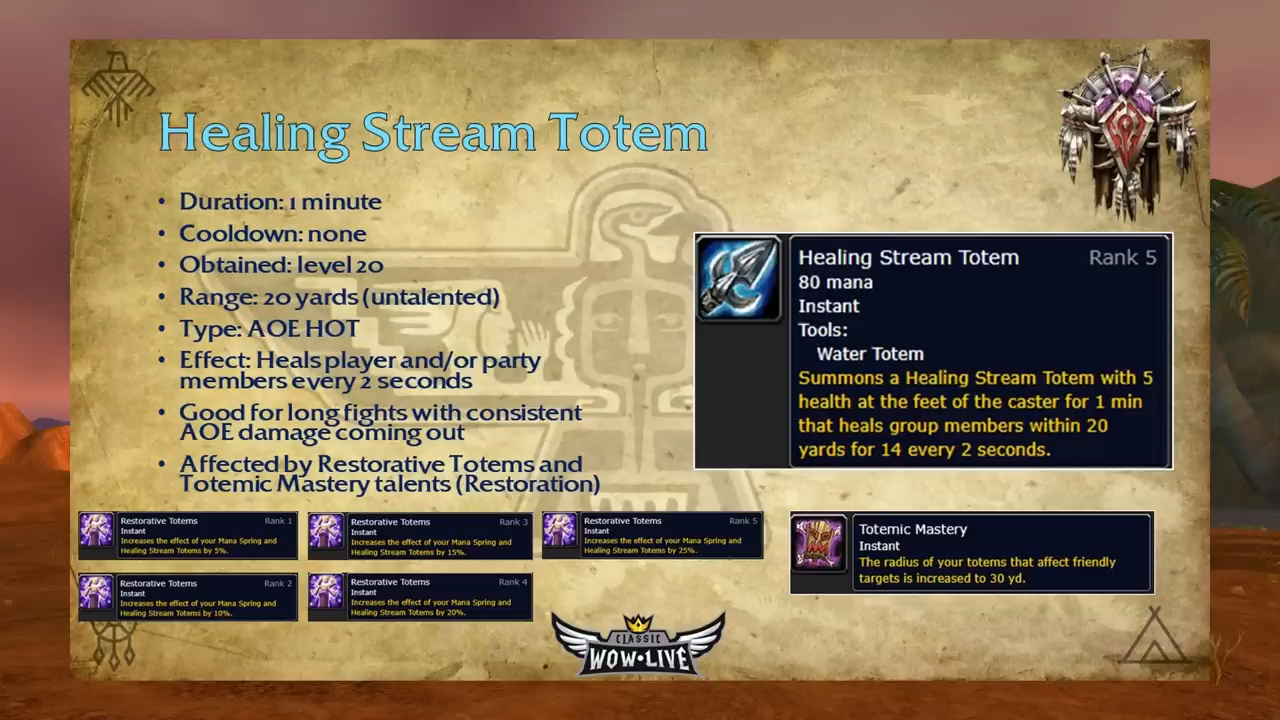 Healing Stream Totem
• Duration: 1 minute
• Cooldown: none
• Obtained: level 20
• Range: 20 yards (untalented)
• Type: AOE HOT
• Effect: Heals player and/or party
members every 2 seconds
• Good for long fights with consistent
AOE damage coming out
• Affected by Restorative Totems and
Totemic Mastery talents (Restoration)
Healing Stream Totem Rank 5
80 mana
Instant
Tools:
Water Totem
Summons a Healing Stream Totem with 5
health at the feet of the caster for 1 min
that heals group members within 20
yards for 14 every 2 seconds.
Restorative Totems Rank 1
Instant
Increases the effect of your Mana Spring and
Healing Stream Totems by 5%.
Restorative Totems Rank 3
Instant
Increases the effect of your Mana Spring and
Healing Stream Totems by 15%.
Restorative Totems Rank 5
Instant
Increases the effect of your Mana Spring and
Healing Stream Totems by 25%.
Restorative Totems Rank 2
Instant
Increases the effect of your Mana Spring and
Healing Stream Totems by 10%.
Restorative Totems Rank 4
Instant
Increases the effect of your Mana Spring and
Healing Stream Totems by 20%.
Totemic Mastery
Instant
The radius of your totems that affect friendly
targets is increased to 30 yd.
CLASSIC
WOW•LIVE